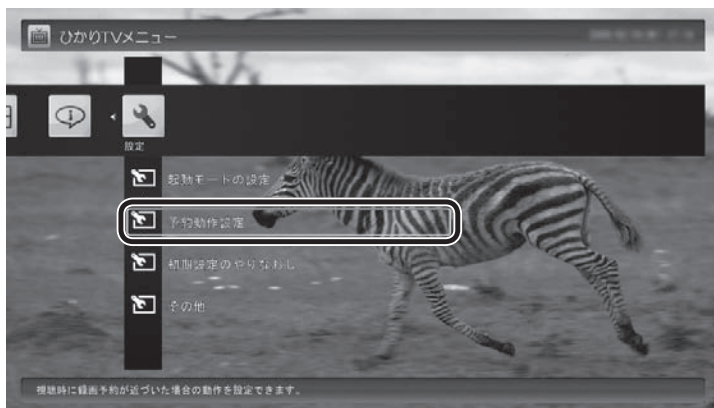 ひかりTVメニュー
設定
起動モードの設定
予約動作設定
初期設定のやりなおし
その他
視聴時に録画予約が近づいた場合の動作を設定できます。